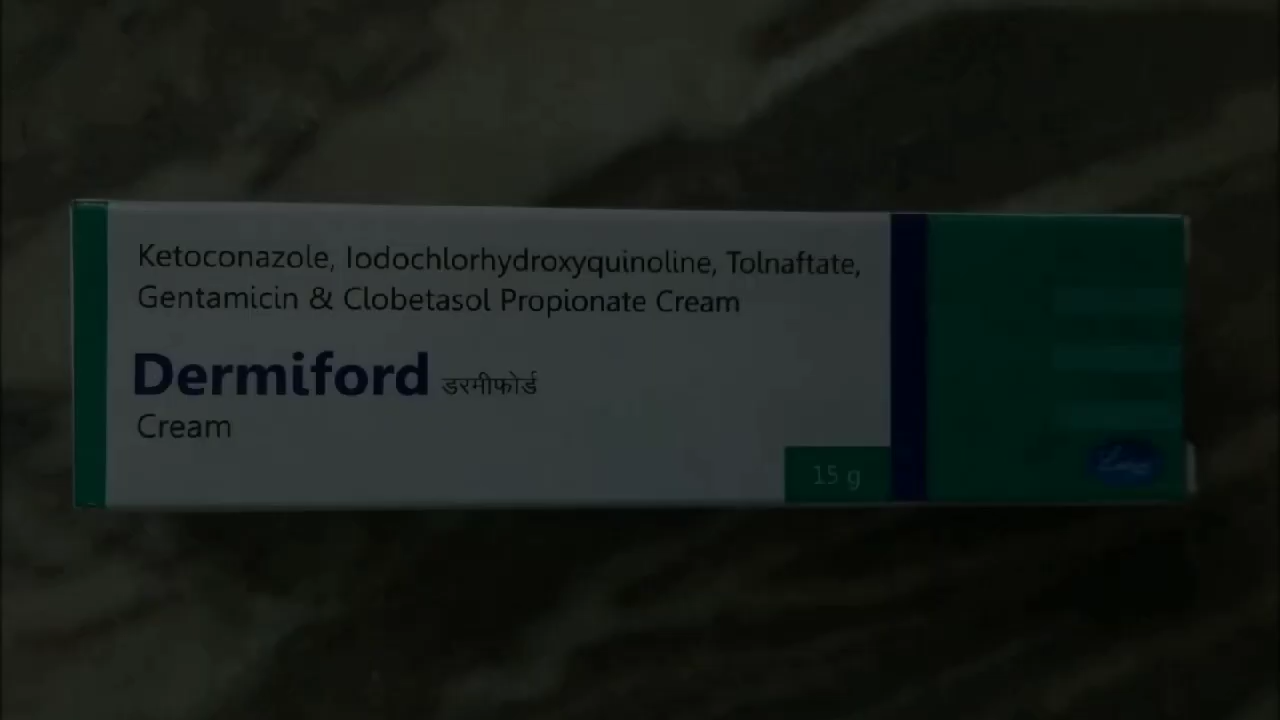 Ketoconazole, Iodochlorhydroxyquinoline, Tolnaftate,
Gentamicin & Clobetasol Propionate Cream
Dermiford डरमीफोर्ड
Cream
15 g